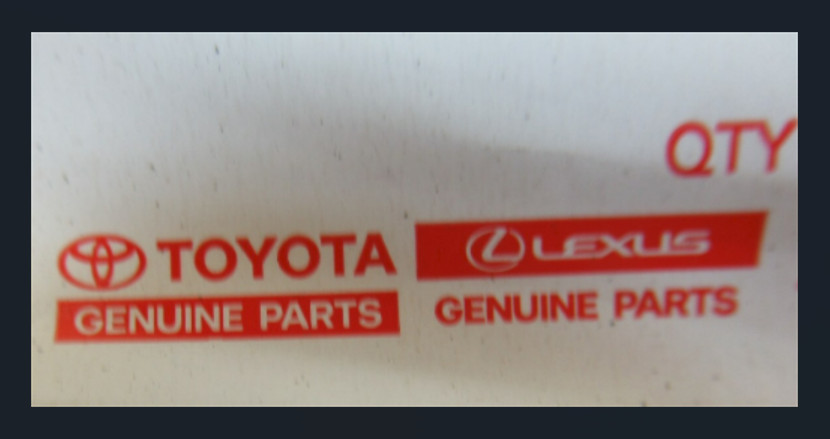 QTY
TOYOTA
GENUINE PARTS
LEXUS
GENUINE PARTS